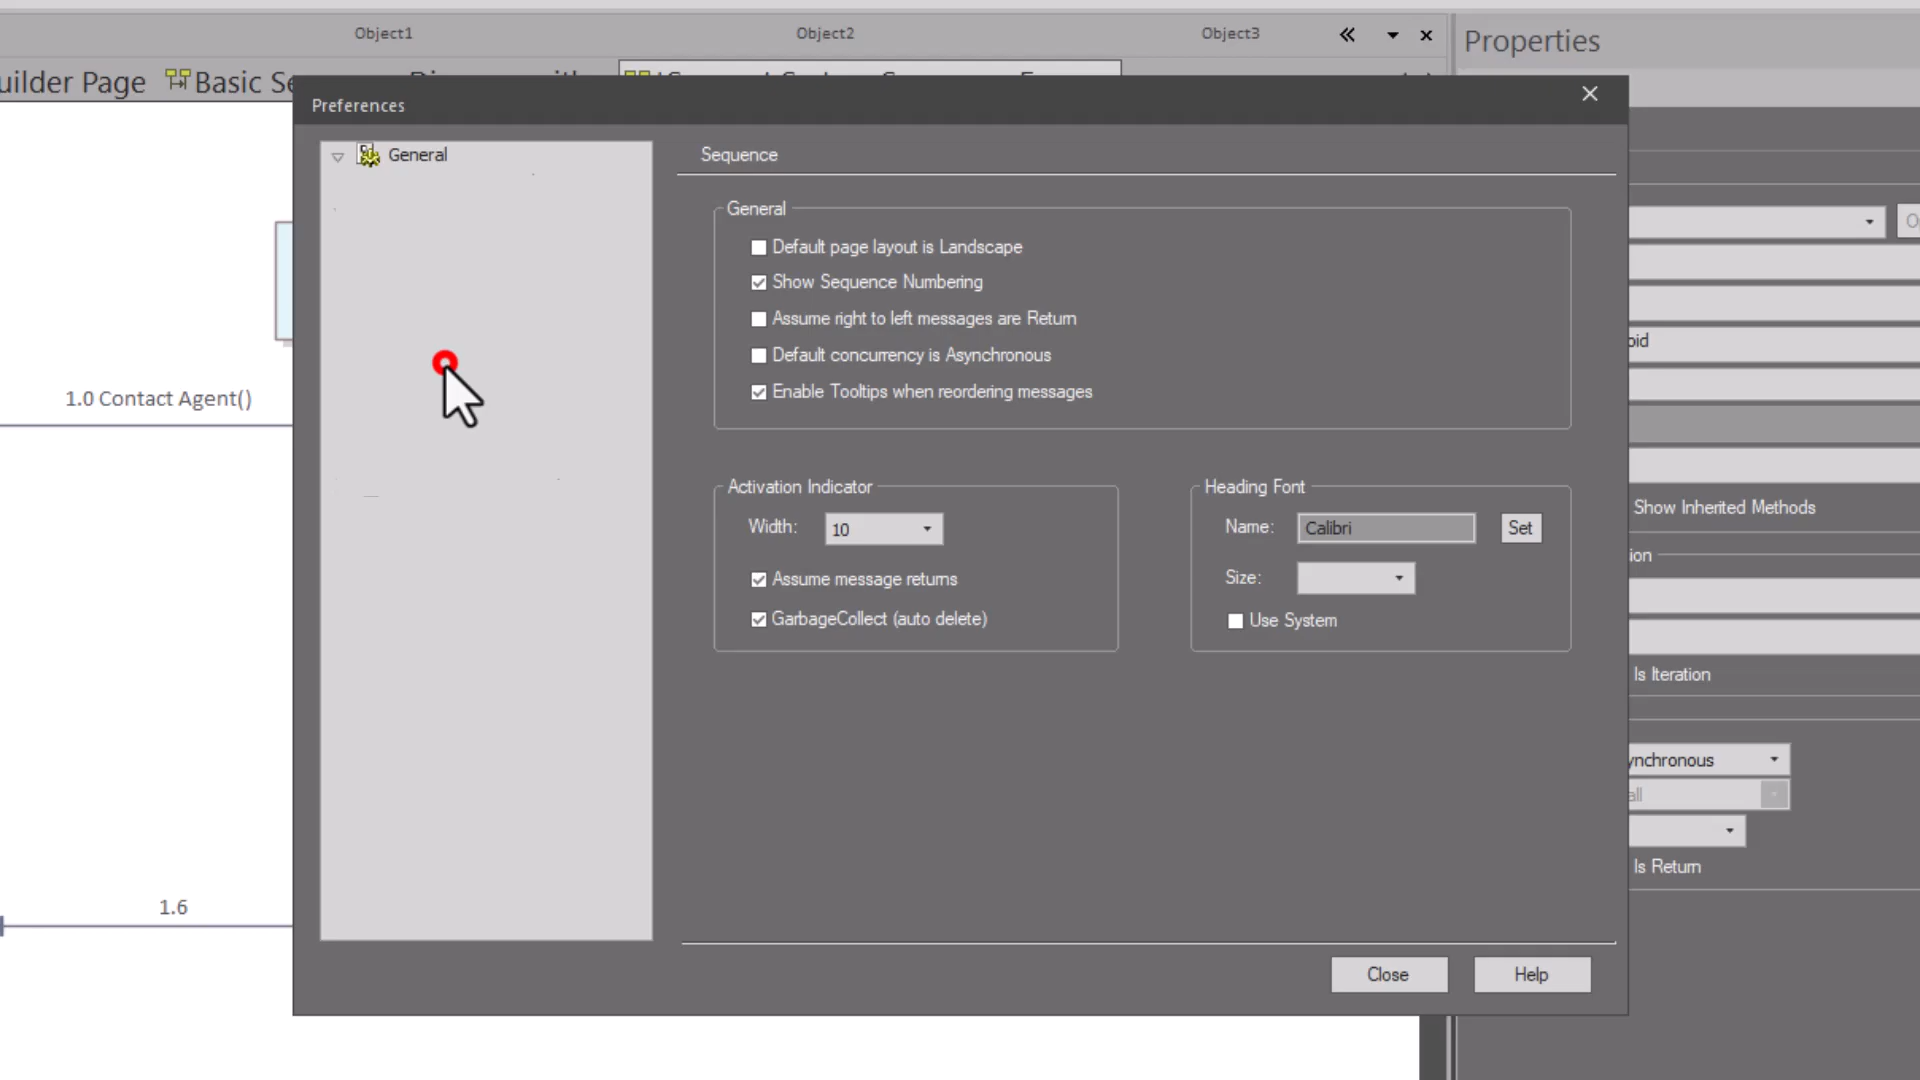 Object1 Object2 Object3
Properties
uilder Page Basic Se
Preferences
General
Sequence
General
Default page layout is Landscape
Show Sequence Numbering
Assume right to left messages are Return
Default concurrency is Asynchronous
Enable Tooltips when reordering messages
Activation Indicator
Width: 10
Assume message returns
GarbageCollect (auto delete)
Heading Font
Name: Calibri Set
Size:
Use System
Close Help
1.0 Contact Agent()
1.6
oid
Show Inherited Methods
ion
Is Iteration
ynchronous
all
Is Return